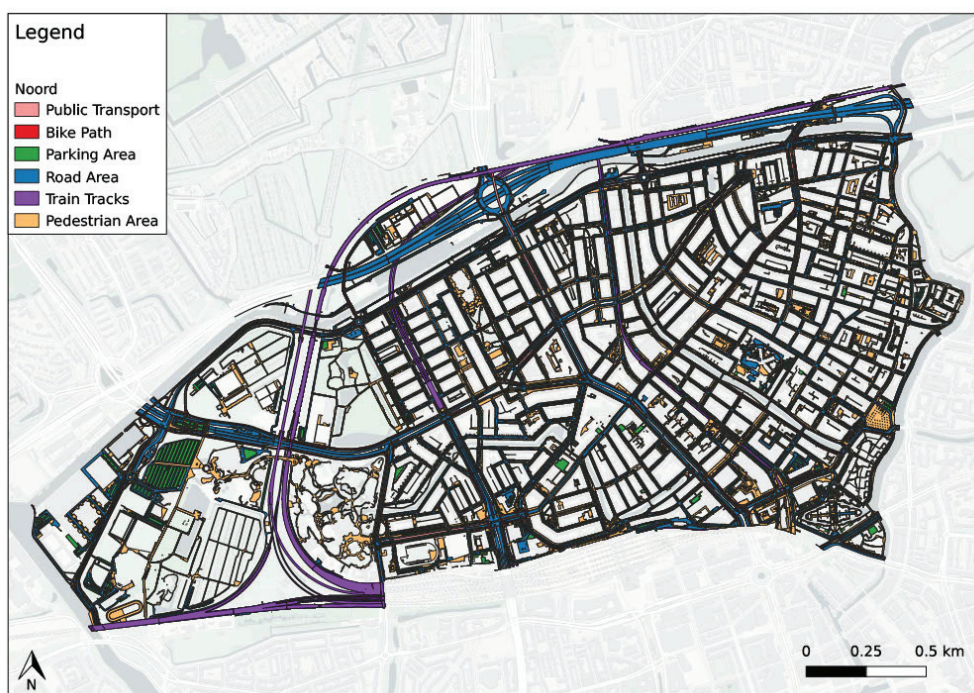 Legend
Noord
Public Transport
Bike Path
Parking Area
Road Area
Train Tracks
Pedestrian Area
N
0 0.25 0.5 km